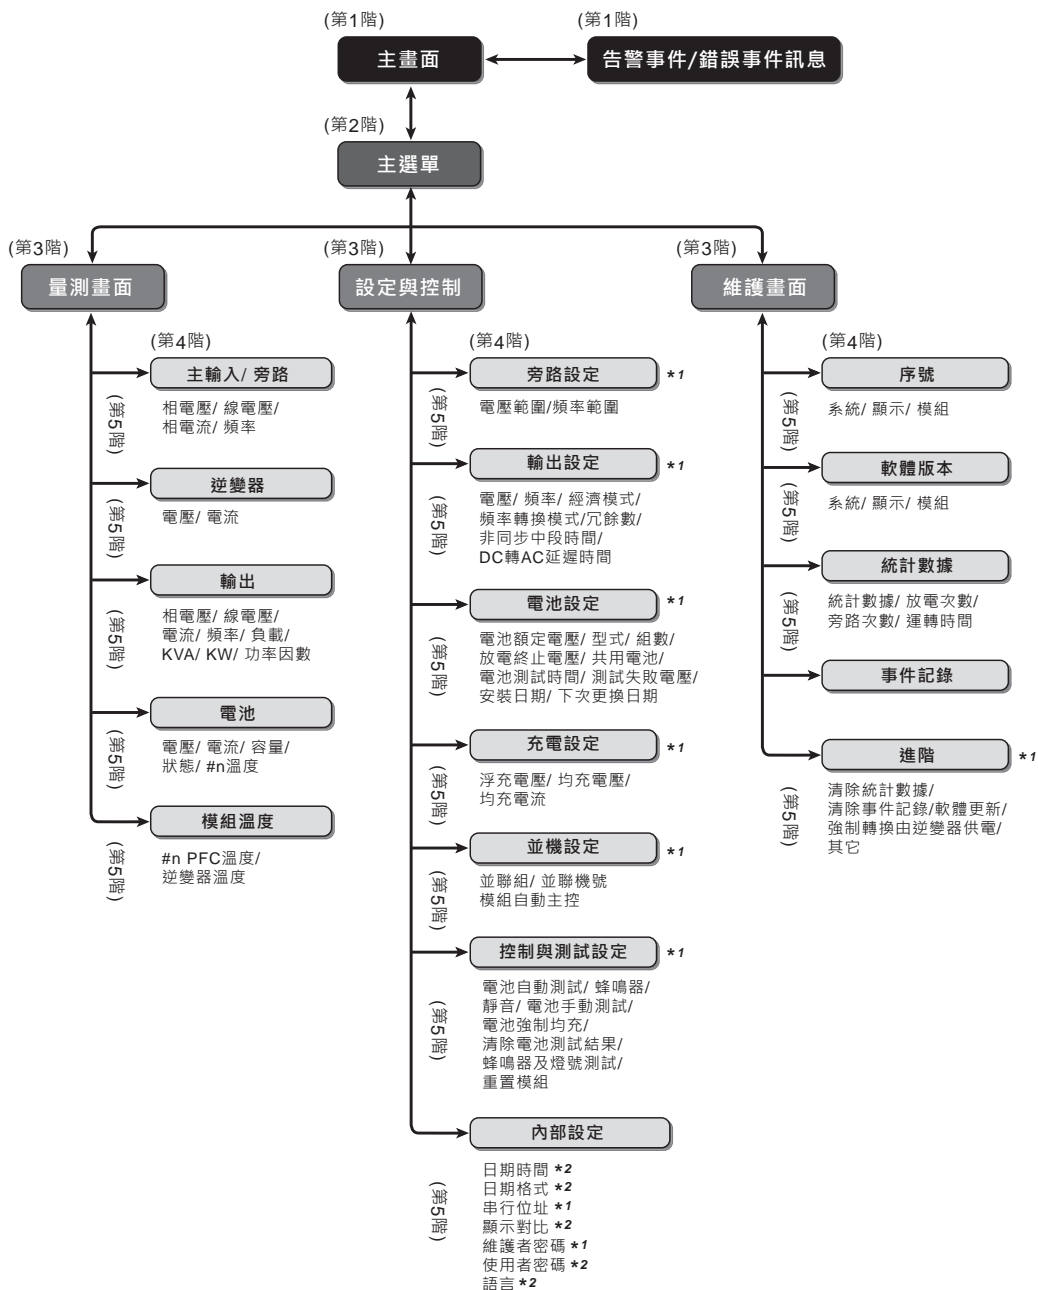 (第1階)
主畫面
(第1階)
告警事件/錯誤事件訊息
(第2階)
主選單
(第3階)
量測畫面
(第4階)
主輸入/ 旁路
(第5階)
相電壓/ 線電壓/
相電流/ 頻率
逆變器
(第5階)
電壓/ 電流
輸出
(第5階)
相電壓/ 線電壓/
電流/ 頻率/ 負載/
KVA/ KW/ 功率因數
電池
(第5階)
電壓/ 電流/ 容量/
狀態/ #n溫度
模組溫度
(第5階)
#n PFC溫度/
逆變器溫度
(第3階)
設定與控制
(第4階)
旁路設定 *1
(第5階)
電壓範圍/頻率範圍
輸出設定 *1
(第5階)
電壓/ 頻率/ 經濟模式/
頻率轉換模式/冗餘數/
非同步中段時間/
DC轉AC延遲時間
電池設定 *1
(第5階)
電池額定電壓/ 型式/ 組數/
放電終止電壓/ 共用電池/
電池測試時間/ 測試失敗電壓/
安裝日期/ 下次更換日期
充電設定 *1
(第5階)
浮充電壓/ 均充電壓/
均充電流
並機設定 *1
(第5階)
並聯組/ 並聯機號
模組自動主控
控制與測試設定 *1
(第5階)
電池自動測試/ 蜂鳴器/
靜音/ 電池手動測試/
電池強制均充/
清除電池測試結果/
蜂鳴器及燈號測試/
重置模組
內部設定
(第5階)
日期時間 *2
日期格式 *2
串行位址 *1
顯示對比 *2
維護者密碼 *1
使用者密碼 *2
語言 *2
(第3階)
維護畫面
(第4階)
序號
(第5階)
系統/ 顯示/ 模組
軟體版本
(第5階)
系統/ 顯示/ 模組
統計數據
(第5階)
統計數據/ 放電次數/
旁路次數/ 運轉時間
事件記錄
進階 *1
(第5階)
清除統計數據/
清除事件記錄/軟體更新/
強制轉換由逆變器供電/
其它